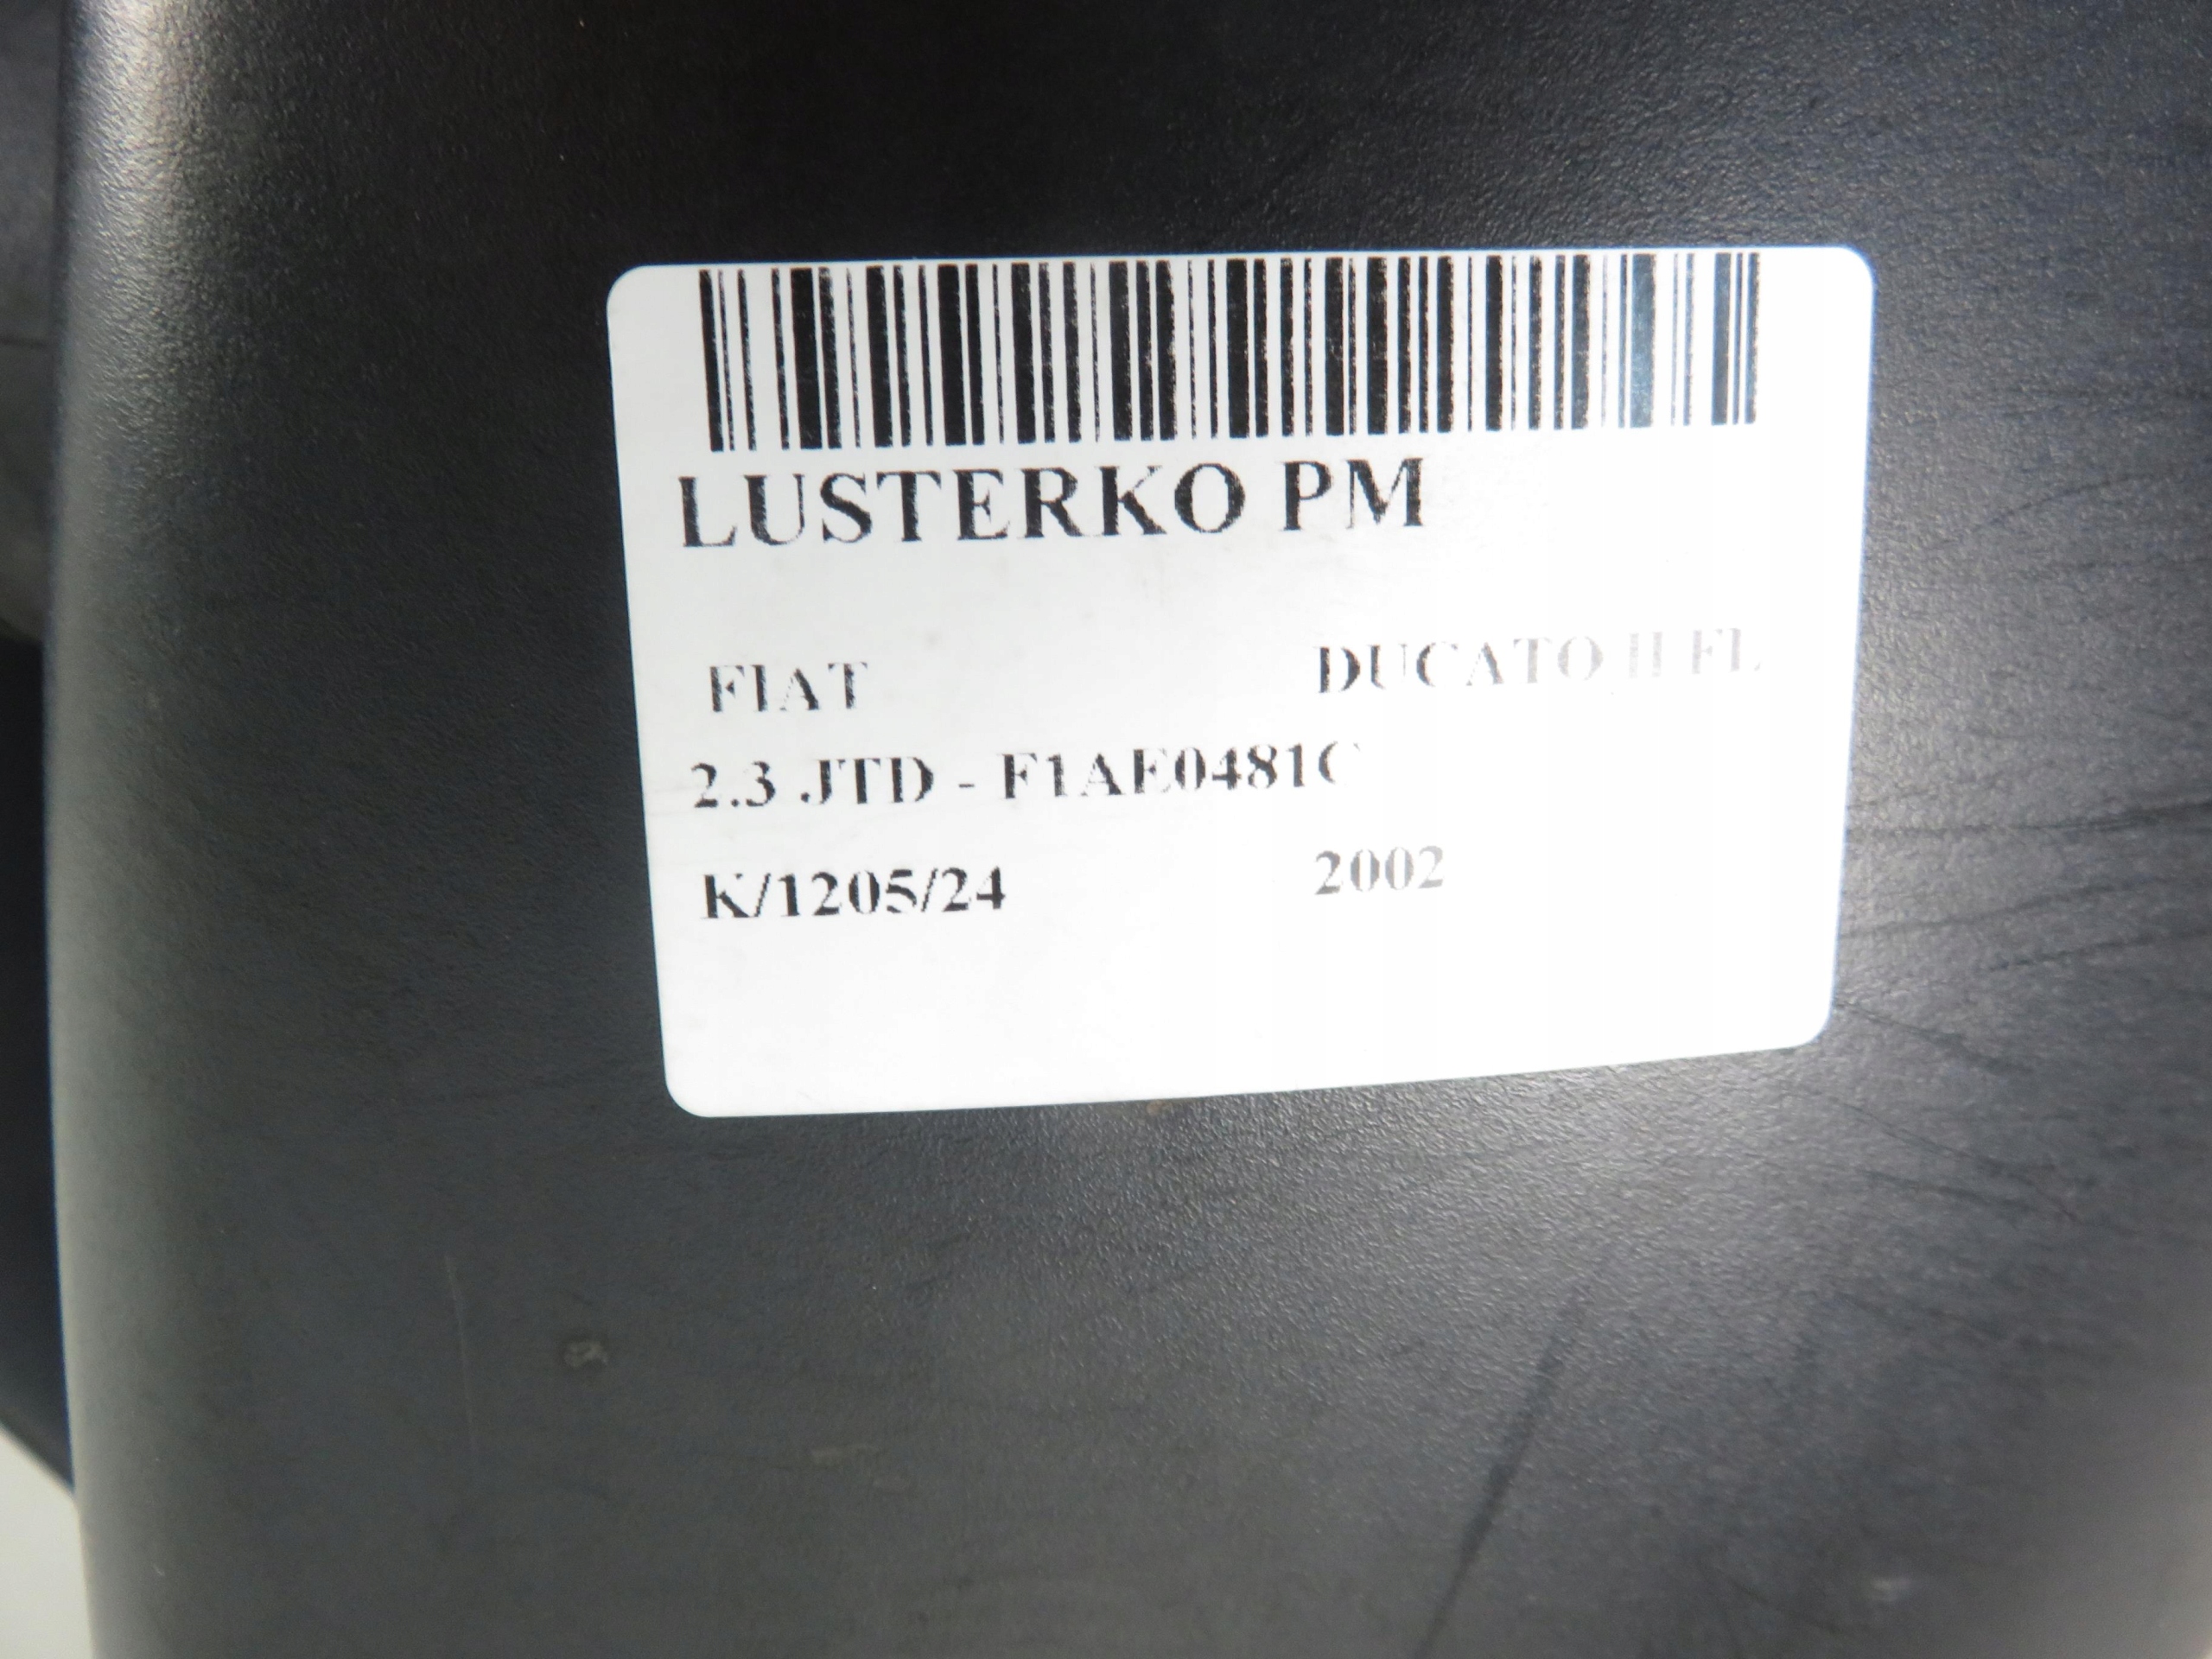 LUSTERKO PM
FIAT DUCATO II FL
2.3 JTD - F1AE0481C
K/1205/24 2002